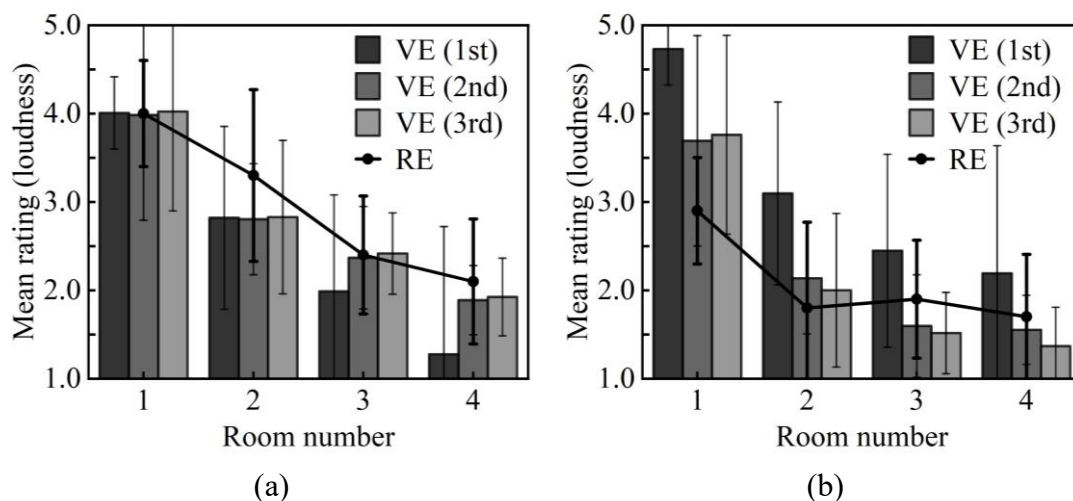 Mean rating (loudness)
5.0
4.0
3.0
2.0
1.0
VE (1st)
VE (2nd)
VE (3rd)
RE
1 2 3 4
Room number
(a)
Mean rating (loudness)
5.0
4.0
3.0
2.0
1.0
VE (1st)
VE (2nd)
VE (3rd)
RE
1 2 3 4
Room number
(b)